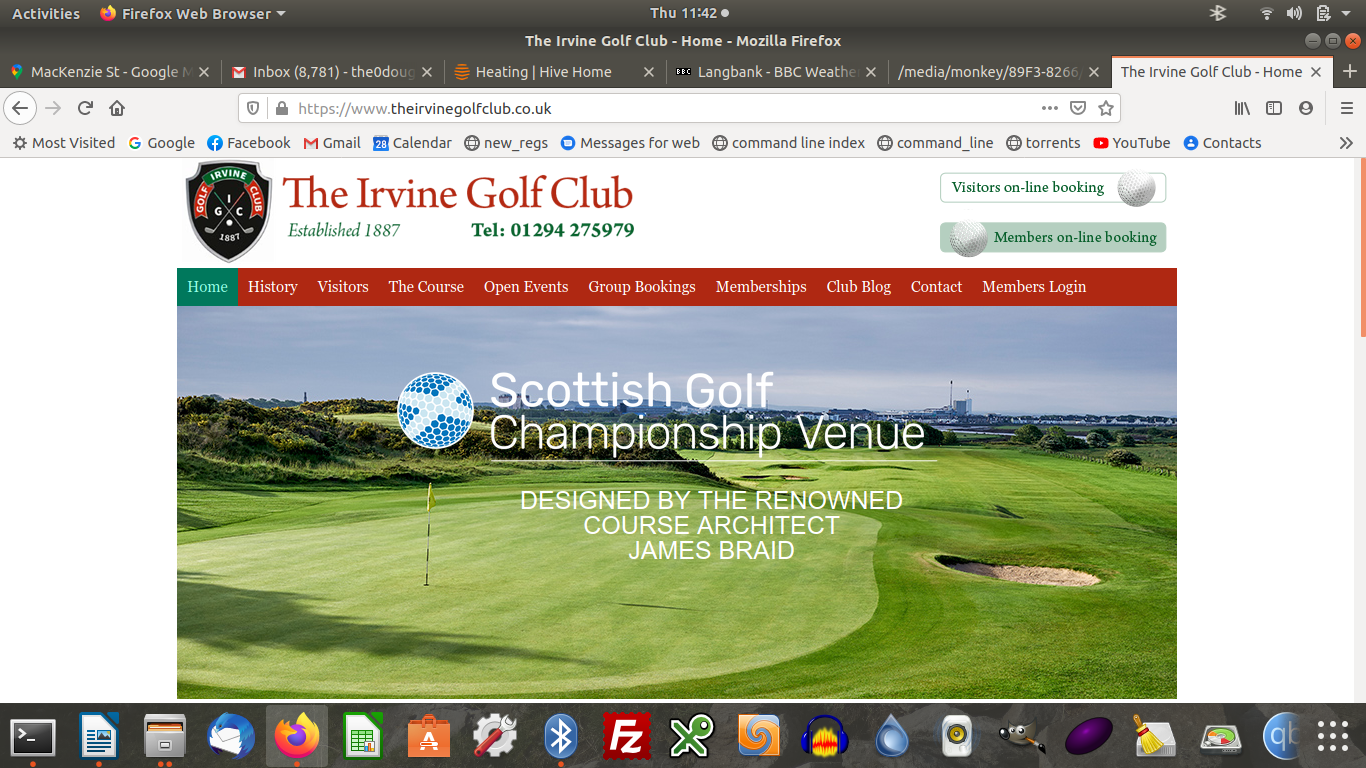 Activities Firefox Web Browser Thu 11:42
The Irvine Golf Club - Home - Mozilla Firefox
MacKenzie St - Google M Inbox (8,781) - the0doug Heating | Hive Home BBC Langbank - BBC Weathe /media/monkey/89F3-8266/ The Irvine Golf Club - Home
https://www.theirvinegolfclub.co.uk
Most Visited Google Facebook Gmail 28 Calendar new_regs Messages for web command line index command_line torrents YouTube Contacts
IRVINE
GOLF CLUB
I
G C
1887
The Irvine Golf Club
Established 1887 Tel: 01294 275979
Visitors on-line booking
Members on-line booking
Home History Visitors The Course Open Events Group Bookings Memberships Club Blog Contact Members Login
Scottish Golf
Championship Venue
DESIGNED BY THE RENOWNED
COURSE ARCHITECT
JAMES BRAID
Fz
qb